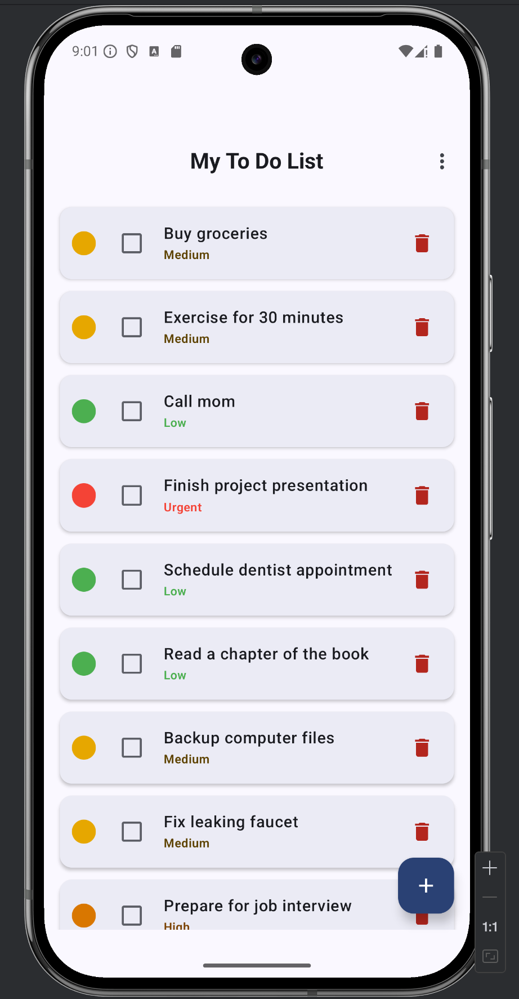 9:01
My To Do List
Buy groceries
Medium
Exercise for 30 minutes
Medium
Call mom
Low
Finish project presentation
Urgent
Schedule dentist appointment
Low
Read a chapter of the book
Low
Backup computer files
Medium
Fix leaking faucet
Medium
Prepare for job interview
High
1:1